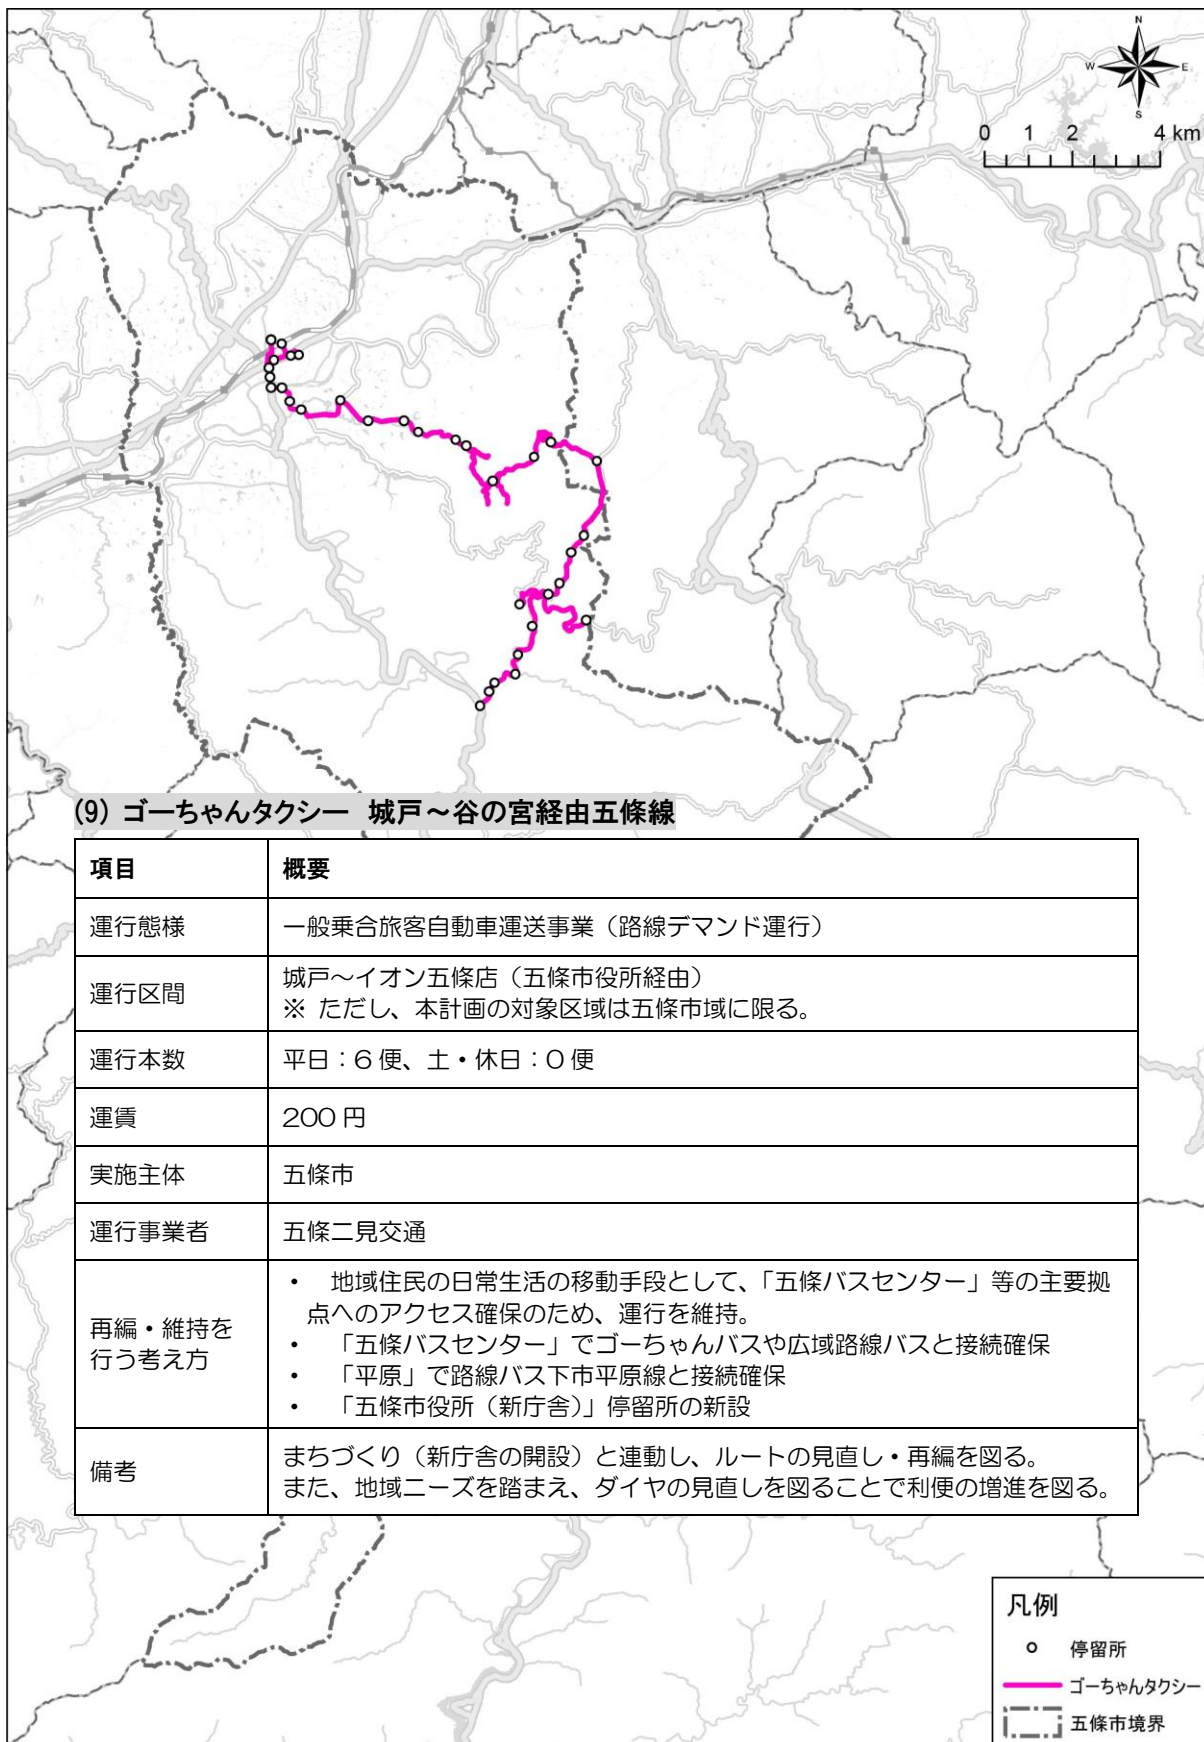 N
W
E
S
0 1 2 4 km
(9) ゴーちゃんタクシー 城戸～谷の宮経由五條線
項目 概要
運行態様 一般乗合旅客自動車運送事業（路線デマンド運行）
運行区間 城戸～イオン五條店（五條市役所経由）
※ ただし、本計画の対象区域は五條市域に限る。
運行本数 平日：6便、土・休日：0便
運賃 200円
実施主体 五條市
運行事業者 五條二見交通
再編・維持を
行う考え方
・ 地域住民の日常生活の移動手段として、「五條バスセンター」等の主要拠
点へのアクセス確保のため、運行を維持。
・ 「五條バスセンター」でゴーちゃんバスや広域路線バスと接続確保
・ 「平原」で路線バス下市平原線と接続確保
・ 「五條市役所（新庁舎）」停留所の新設
備考 まちづくり（新庁舎の開設）と連動し、ルートの見直し・再編を図る。
また、地域ニーズを踏まえ、ダイヤの見直しを図ることで利便の増進を図る。
凡例
停留所
ゴーちゃんタクシー
五條市境界